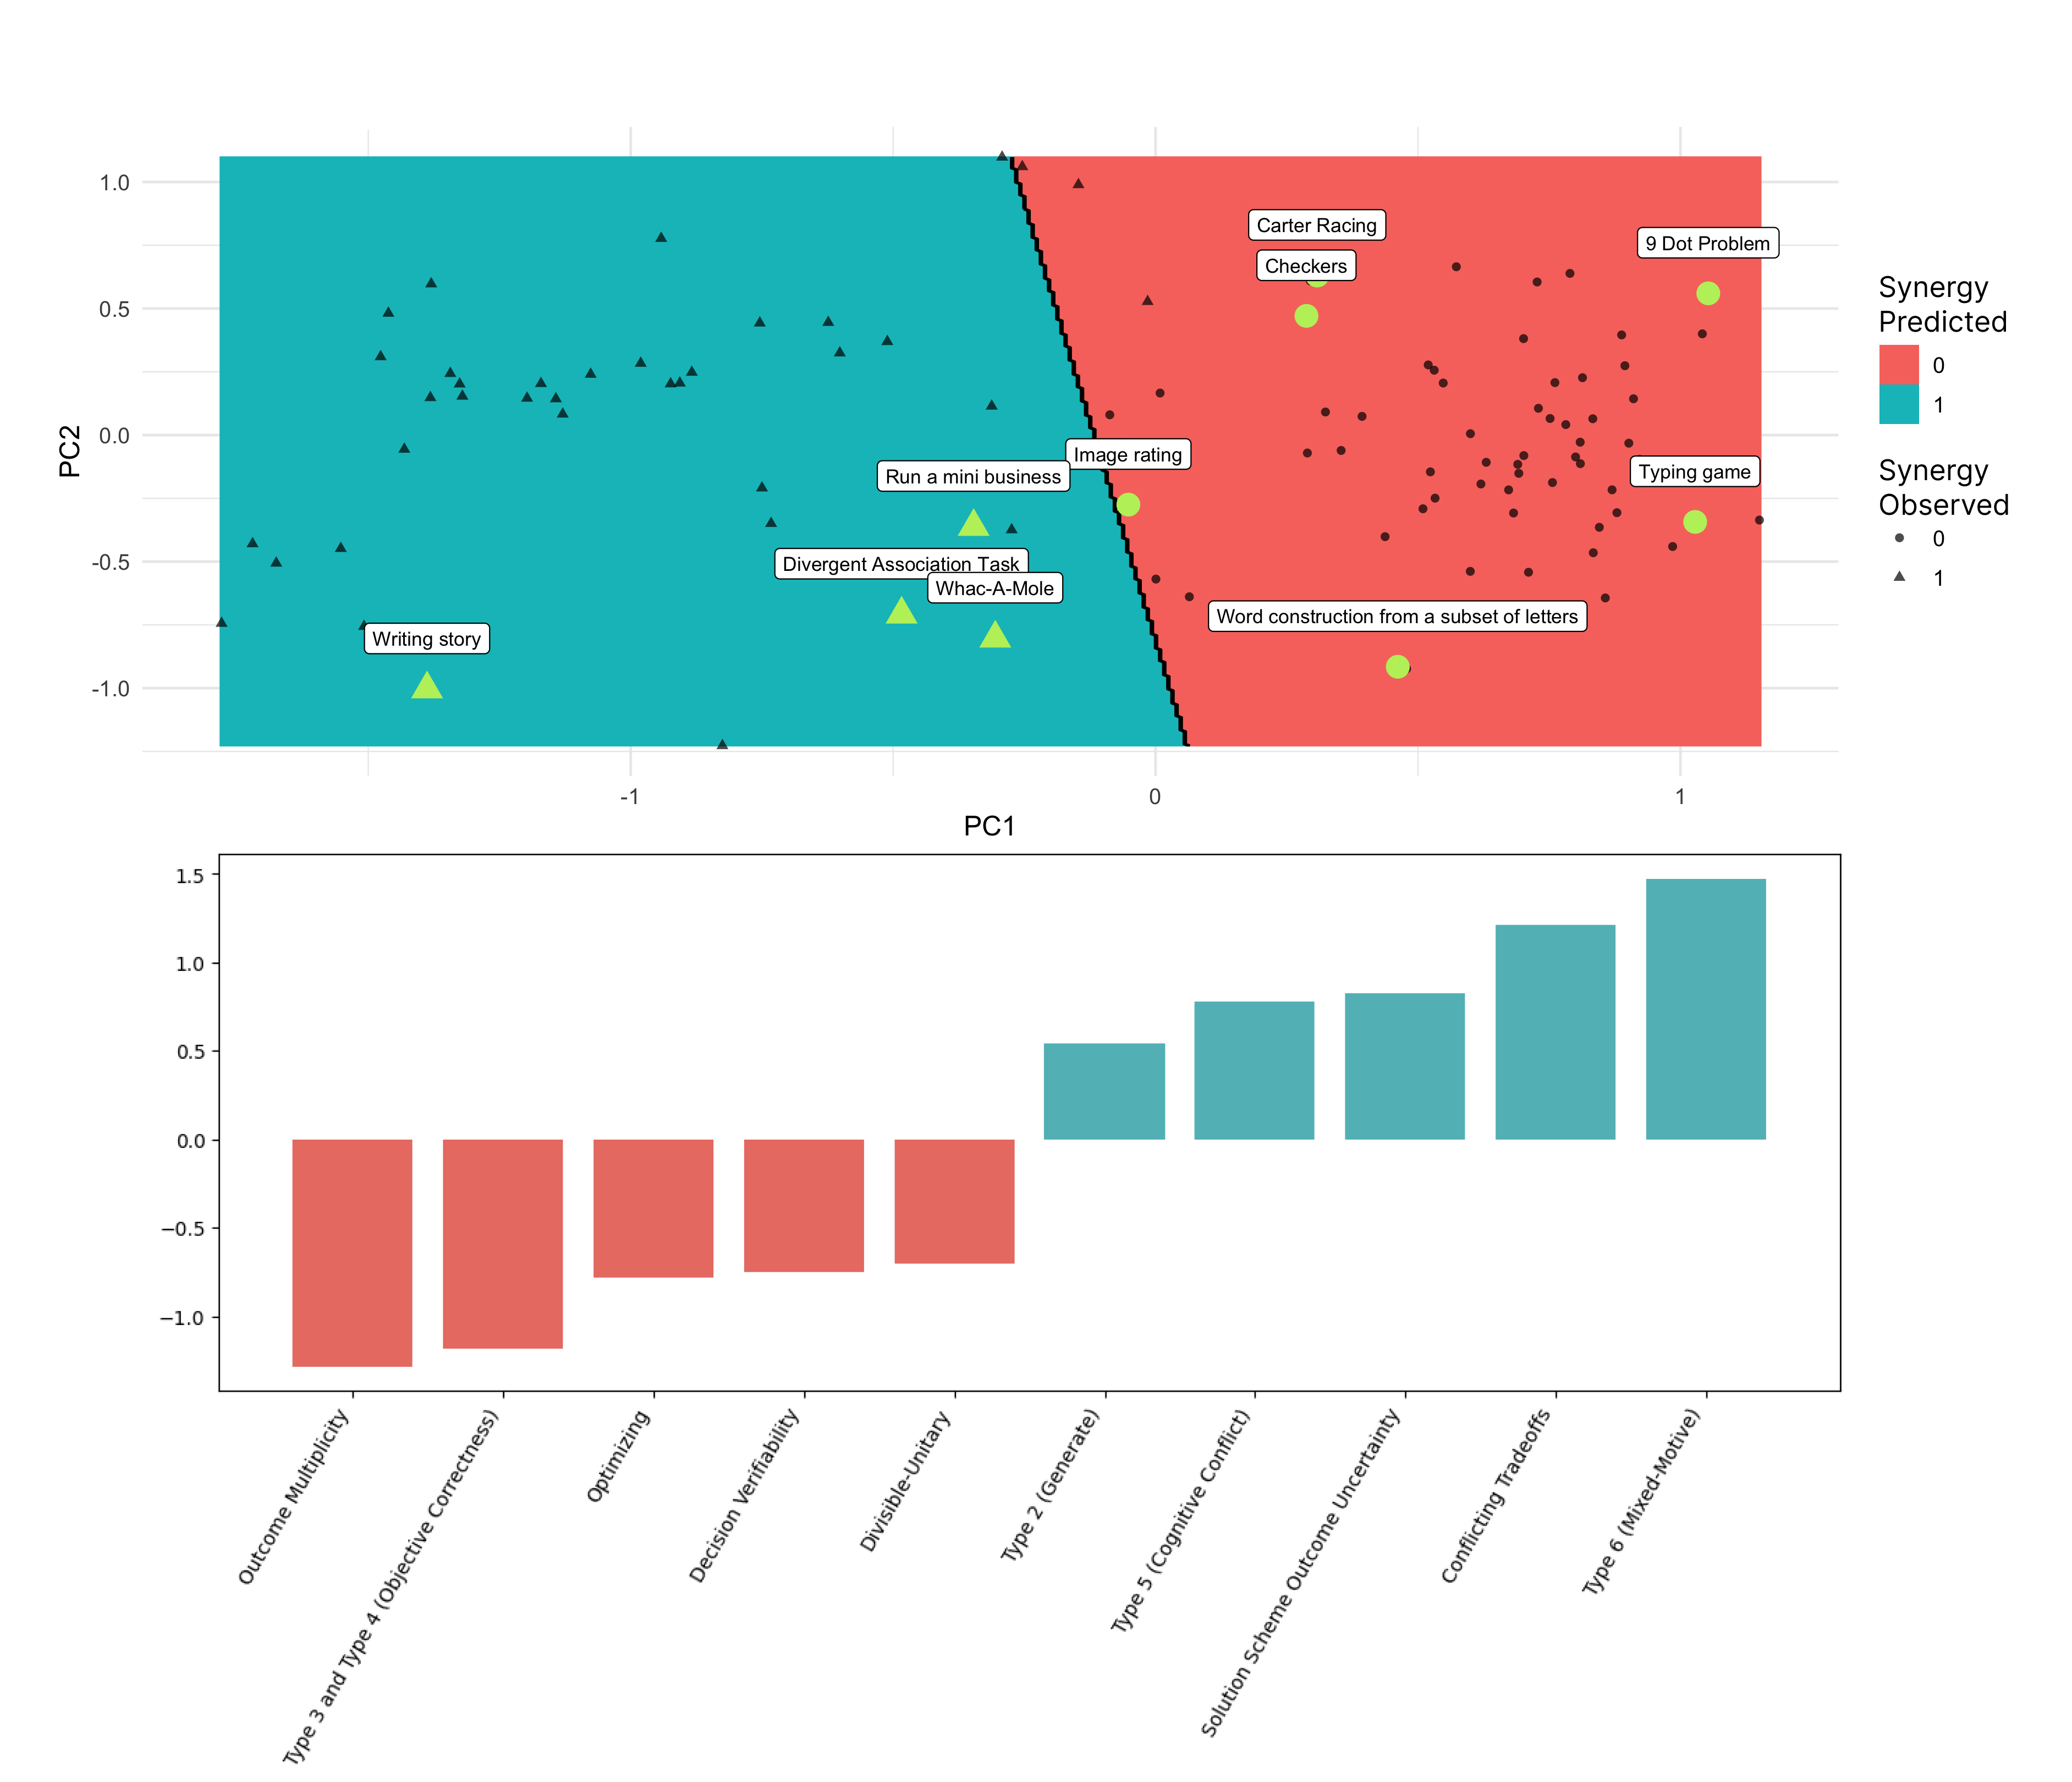 1.0
0.5
0.0
-0.5
-1.0
PC2
Carter Racing
Checkers
9 Dot Problem
Image rating
Run a mini business
Typing game
Divergent Association Task
Whac-A-Mole
Word construction from a subset of letters
Writing story
-1
0
1
PC1
Synergy
Predicted
0
1
Synergy
Observed
0
1
1.5
1.0
0.5
0.0
−0.5
−1.0
Outcome Multiplicity
Type 3 and Type 4 (Objective Correctness)
Optimizing
Decision Verifiability
Divisible-Unitary
Type 2 (Generate)
Type 5 (Cognitive Conflict)
Solution Scheme Outcome Uncertainty
Conflicting Tradeoffs
Type 6 (Mixed-Motive)